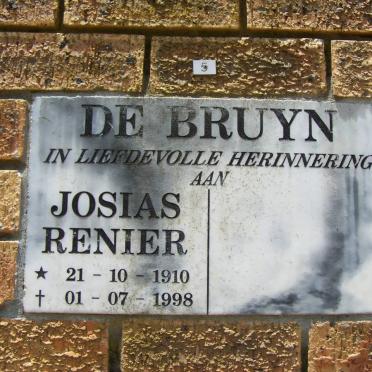 5
DE BRUYN
IN LIEFDEVOLLE HERINNERING
AAN
JOSIAS
RENIER
★ 21 - 10 - 1910
† 01 - 07 - 1998